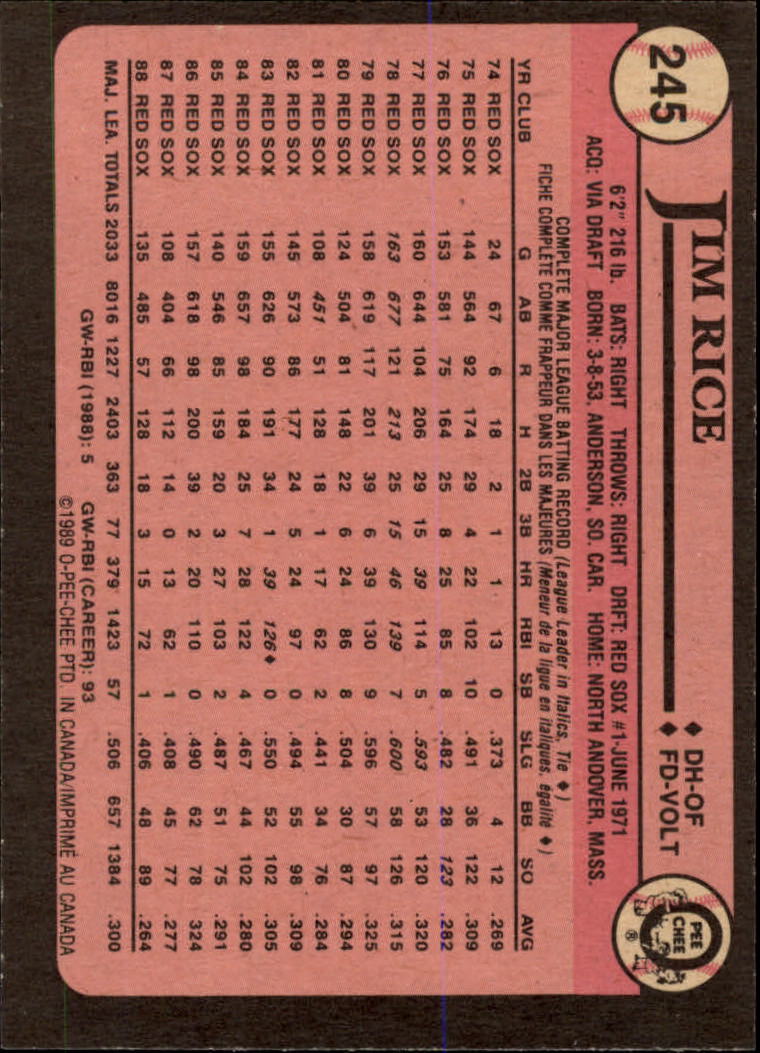 245
JIM RICE
♦ DH-OF
♦ FD-VOLT
PEE CHEE ®
6'2" 216 lb. BATS: RIGHT THROWS: RIGHT DRFT: RED SOX #1-JUNE 1971
ACQ: VIA DRAFT BORN: 3-8-53, ANDERSON, SO. CAR. HOME: NORTH ANDOVER, MASS.
COMPLETE MAJOR LEAGUE BATTING RECORD (League Leader in Italics, Tie ♦)
FICHE COMPLÈTE COMME FRAPPEUR DANS LES MAJEURES (Meneur de la ligue en italiques, égalité ♦)
YR CLUB G AB R H 2B 3B HR RBI SB SLG BB SO AVG
74 RED SOX 24 67 6 18 2 1 1 13 0 .373 4 12 .269
75 RED SOX 144 564 92 174 29 4 22 102 10 .491 36 122 .309
76 RED SOX 153 581 75 164 25 8 25 85 8 .482 28 123 .282
77 RED SOX 160 644 104 206 29 15 39 114 5 .593 53 120 .320
78 RED SOX 163 677 121 213 25 15 46 139 7 .600 58 126 .315
79 RED SOX 158 619 117 201 39 6 39 130 9 .596 57 97 .325
80 RED SOX 124 504 81 148 22 6 24 86 8 .504 30 87 .294
81 RED SOX 108 451 51 128 18 1 17 62 2 .441 34 76 .284
82 RED SOX 145 573 86 177 24 5 24 97 0 .494 55 98 .309
83 RED SOX 155 626 90 191 34 1 39 126♦ 0 .550 52 102 .305
84 RED SOX 159 657 98 184 25 7 28 122 4 .467 44 102 .280
85 RED SOX 140 546 85 159 20 3 27 103 2 .487 51 75 .291
86 RED SOX 157 618 98 200 39 2 20 110 0 .490 62 78 .324
87 RED SOX 108 404 66 112 14 0 13 62 1 .408 45 77 .277
88 RED SOX 135 485 57 128 18 3 15 72 1 .406 48 89 .264
MAJ. LEA. TOTALS 2033 8016 1227 2403 363 77 379 1423 57 .506 657 1384 .300
GW-RBI (1988): 5 GW-RBI (CAREER): 93
©1989 O-PEE-CHEE PTD. IN CANADA/IMPRIMÉ AU CANADA